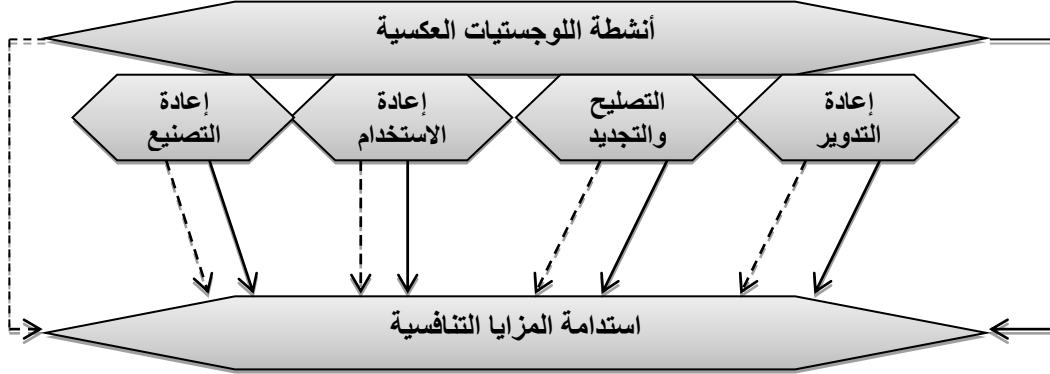 أنشطة اللوجستيات العكسية
إعادة
التدوير
التصليح
والتجديد
إعادة
الاستخدام
إعادة
التصنيع
استدامة المزايا التنافسية